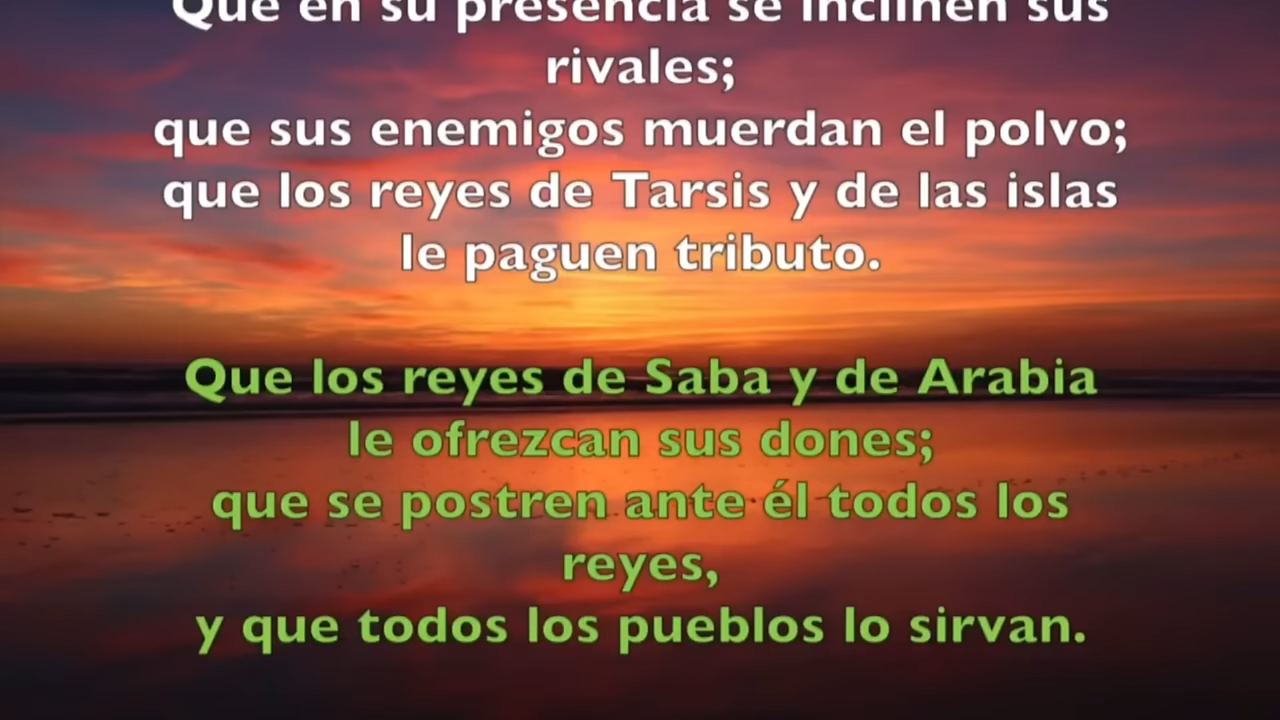 Que en su presencia se inclinen sus
rivales;
que sus enemigos muerdan el polvo;
que los reyes de Tarsis y de las islas
le paguen tributo.
Que los reyes de Saba y de Arabia
le ofrezcan sus dones;
que se postren ante él todos los
reyes,
y que todos los pueblos lo sirvan.